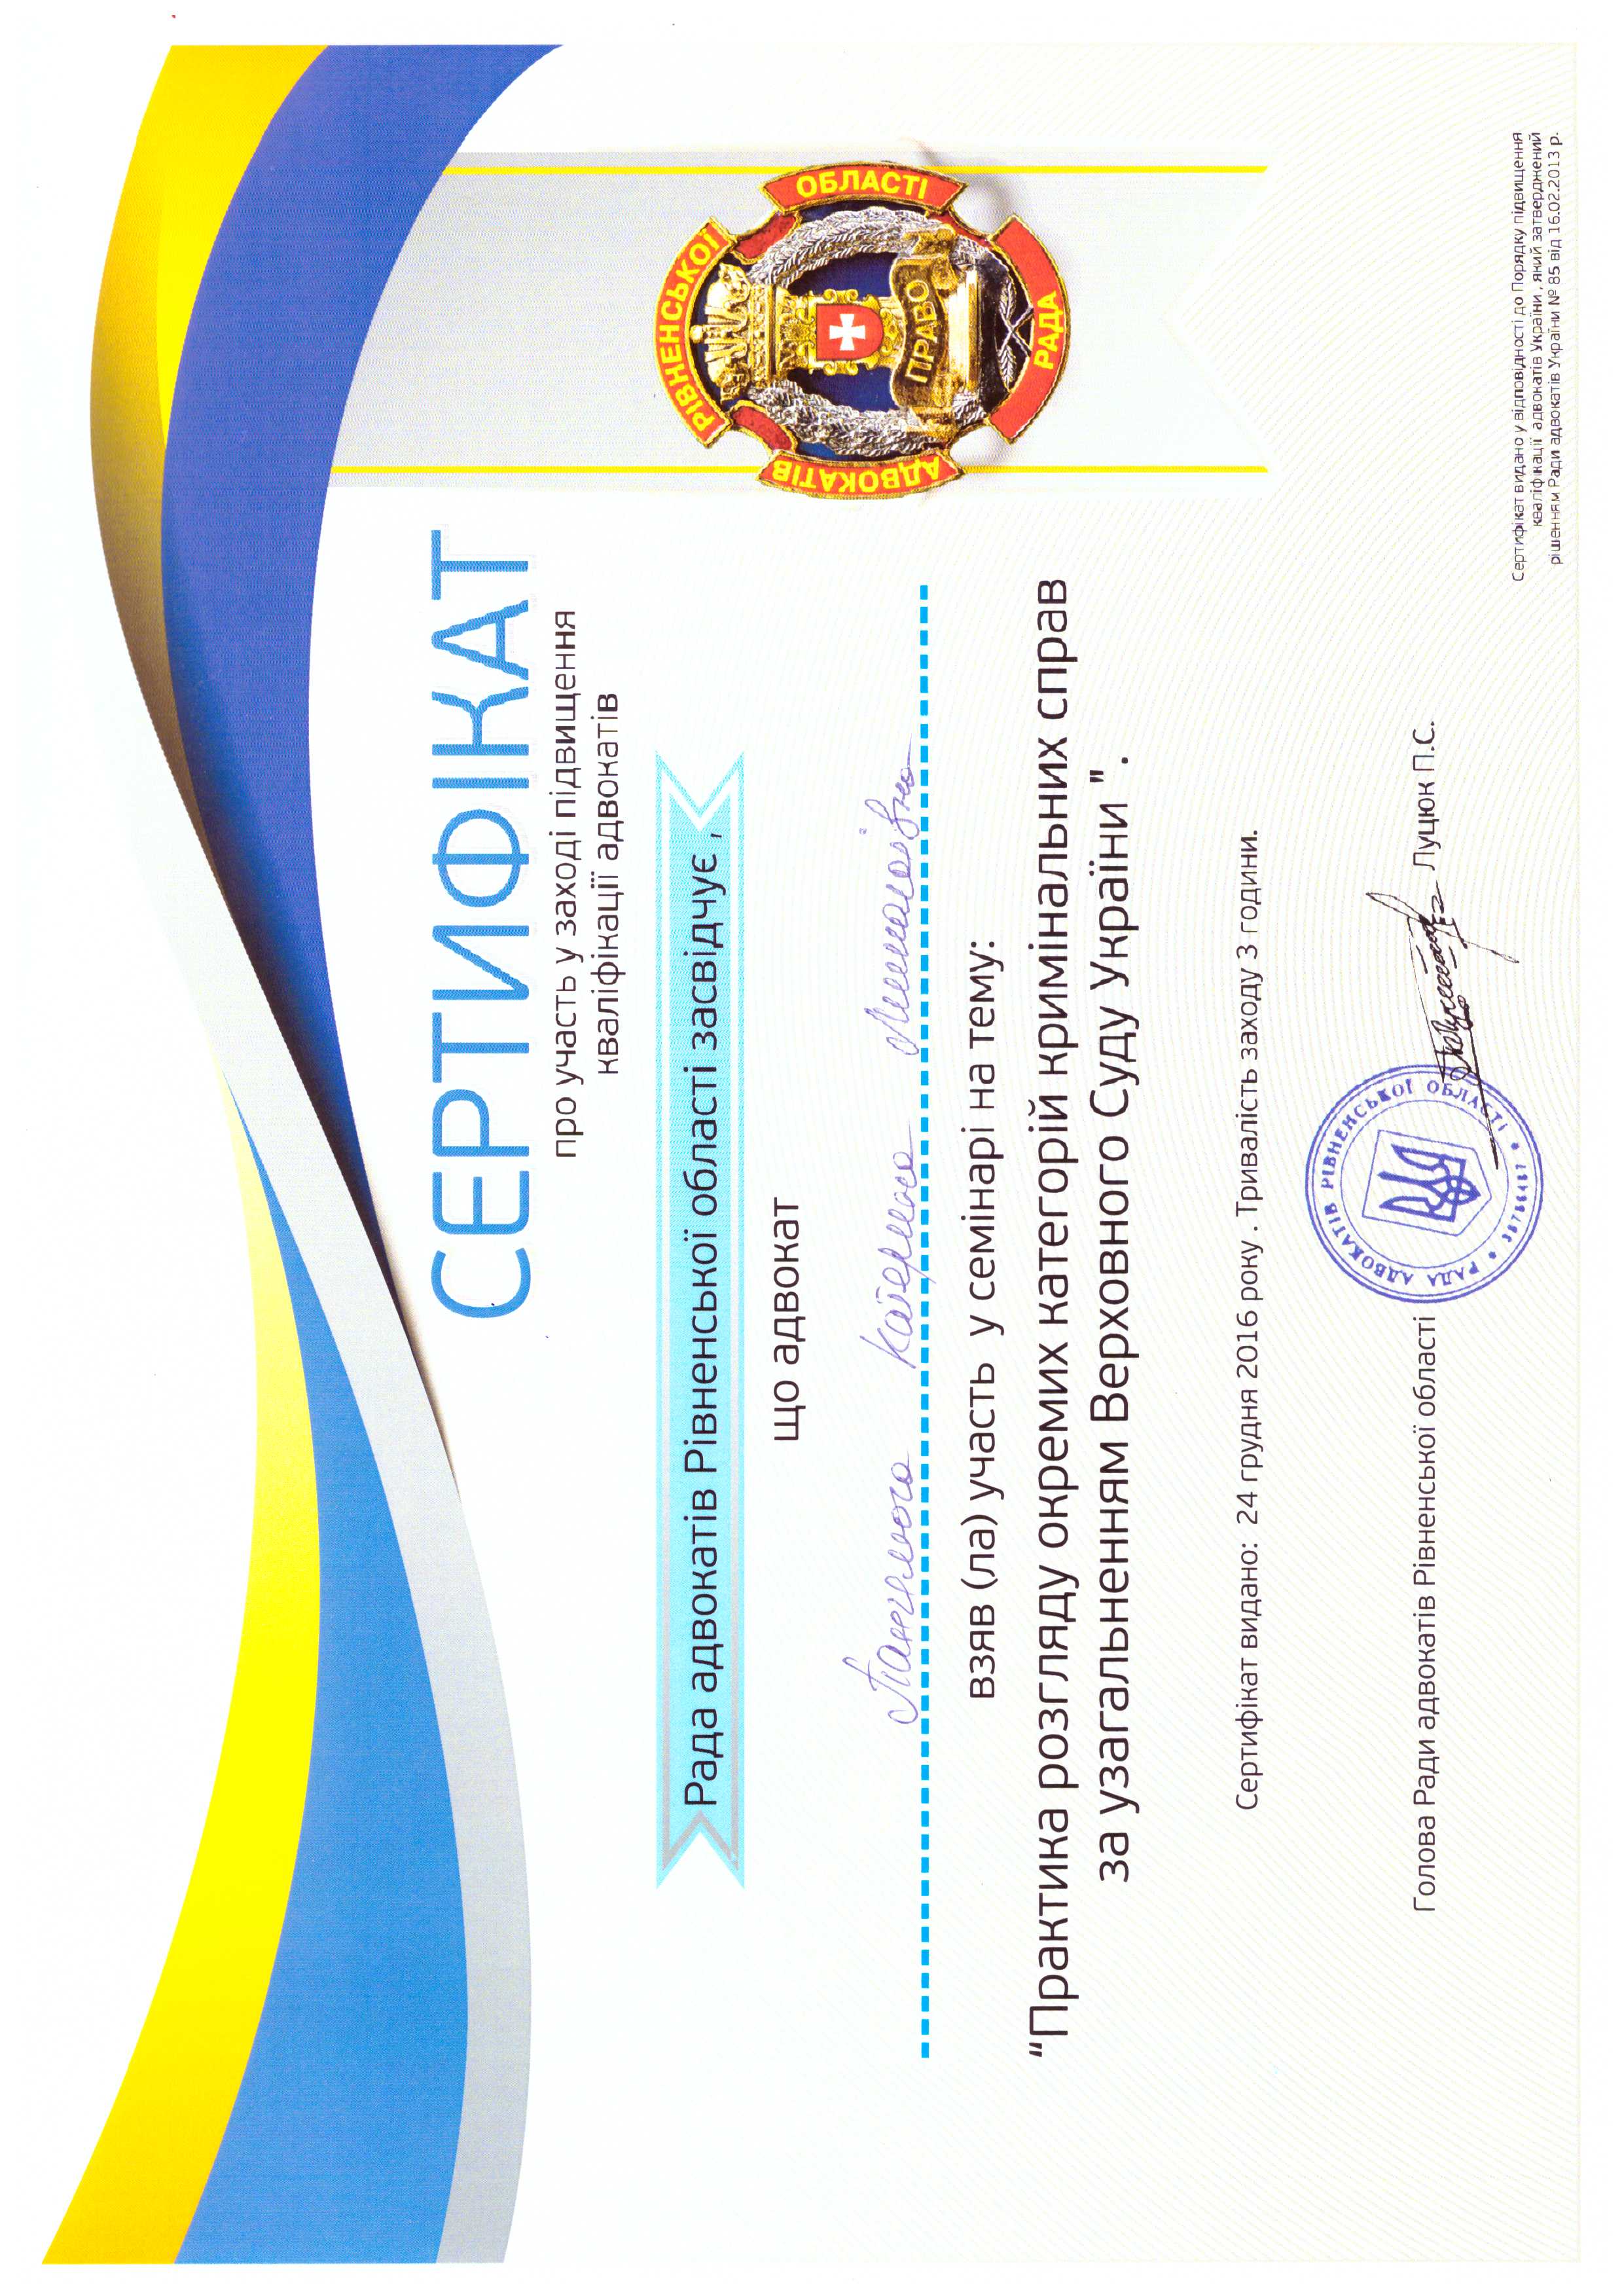 СЕРТИФІКАТ
про участь у заході підвищення
кваліфікації адвокатів
Рада адвокатів Рівненської області засвідчує ,
що адвокат
Катерина Миколаївна
взяв (ла) участь у семінарі на тему:
“Практика розгляду окремих категорій кримінальних справ
за узагальненням Верховного Суду України ".
РІВНЕНСЬКОЇ
АДВОКАТІВ
ОБЛАСТІ
ПРАВО
РАДА
Сертифікат видано: 24 грудня 2016 року . Тривалість заходу 3 години.
Голова Ради адвокатів Рівненської області
РАДА АДВОКАТІВ РІВНЕНСЬКОЇ ОБЛАСТІ
Луцюк П.С.
Сертифікат видано у відповідності до Порядку підвищення
кваліфікації адвокатів України , який затверджений
рішенням Ради адвокатів України № 85 від 16.02.2013 р.